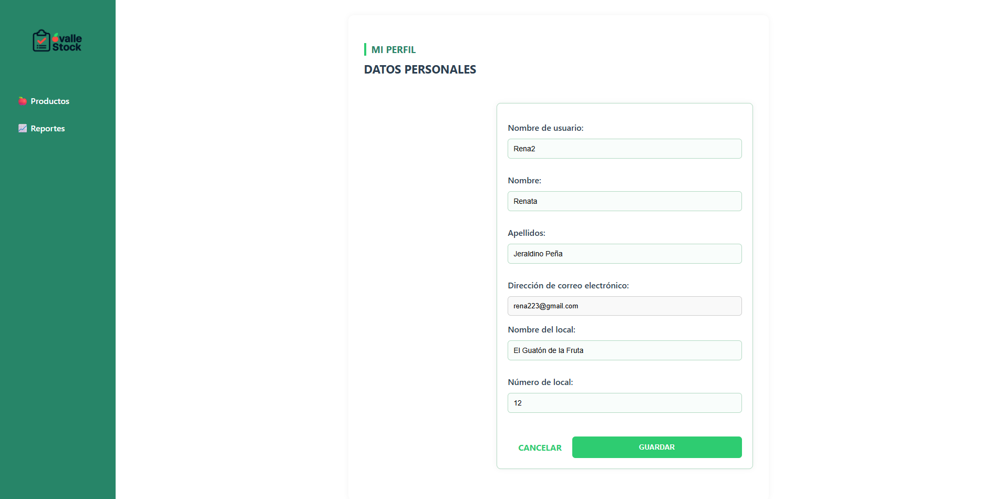 valle
Stock
Productos
Reportes
MI PERFIL
DATOS PERSONALES
Nombre de usuario:
Rena2
Nombre:
Renata
Apellidos:
Jeraldino Peña
Dirección de correo electrónico:
rena223@gmail.com
Nombre del local:
El Guatón de la Fruta
Número de local:
12
CANCELAR
GUARDAR